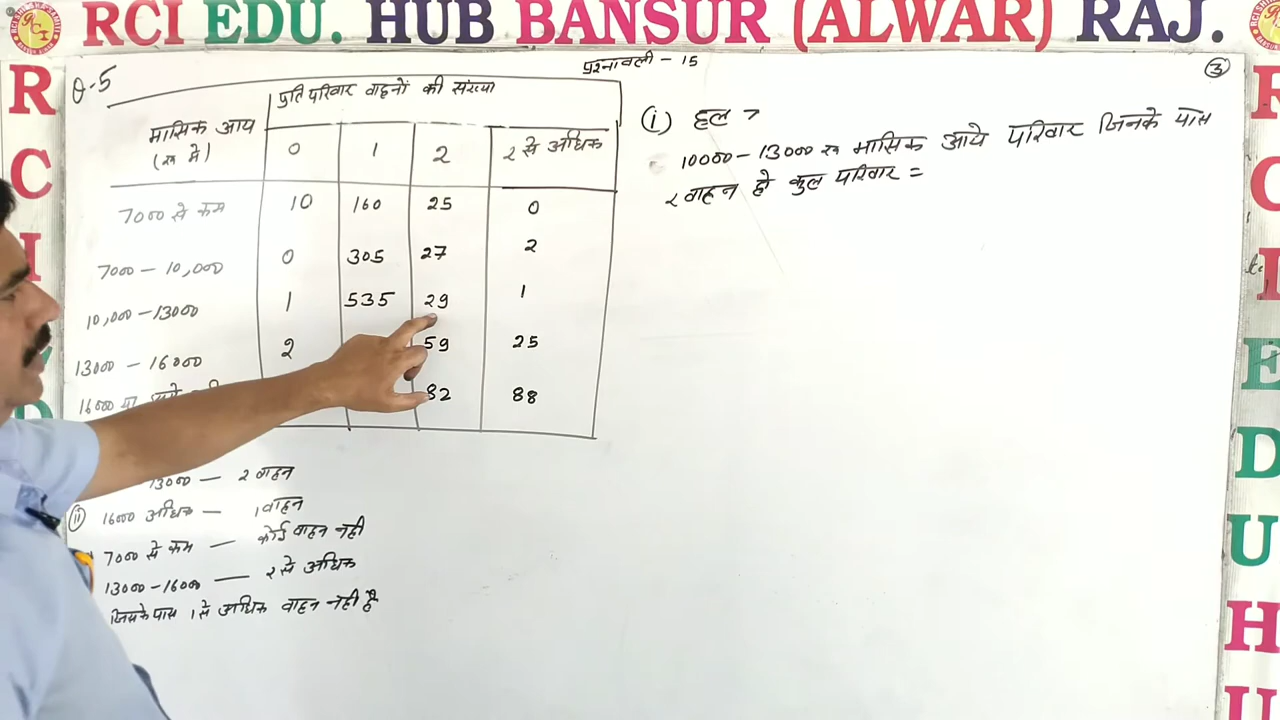 RCI EDU. HUB BANSUR (ALWAR) RAJ.
प्रश्नावली - 15
3
Q-5
प्रति परिवार वाहनों की संख्या
मासिक आय
(रू में)
0 1 2 2 से अधिक
7000 से कम 10 160 25 0
7000 - 10,000 0 305 27 2
10,000 - 13000 1 535 29 1
13000 - 16000 2 59 25
16000 या 82 88
13000 — 2 वाहन
(ii) 16000 अधिक — 1 वाहन
7000 से कम — कोई वाहन नही
13000 - 16000 — 2 से अधिक
जिसके पास 1 से अधिक वाहन नही है
(i) हल →
10000 - 13000 रू मासिक आये परिवार जिनके पास
2 वाहन हो कुल परिवार =
R
C
I
R
C
I
E
D
U
H
U